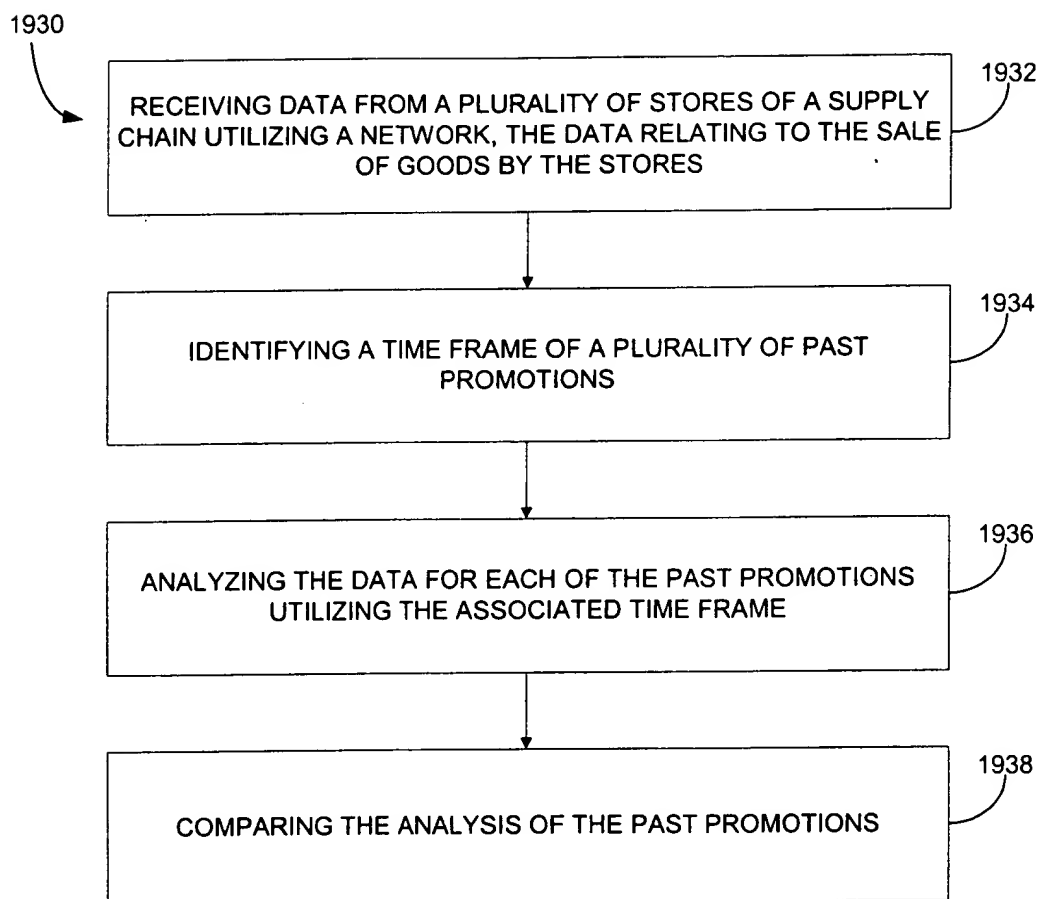 1930
1932
RECEIVING DATA FROM A PLURALITY OF STORES OF A SUPPLY
CHAIN UTILIZING A NETWORK, THE DATA RELATING TO THE SALE
OF GOODS BY THE STORES
1934
IDENTIFYING A TIME FRAME OF A PLURALITY OF PAST
PROMOTIONS
1936
ANALYZING THE DATA FOR EACH OF THE PAST PROMOTIONS
UTILIZING THE ASSOCIATED TIME FRAME
1938
COMPARING THE ANALYSIS OF THE PAST PROMOTIONS